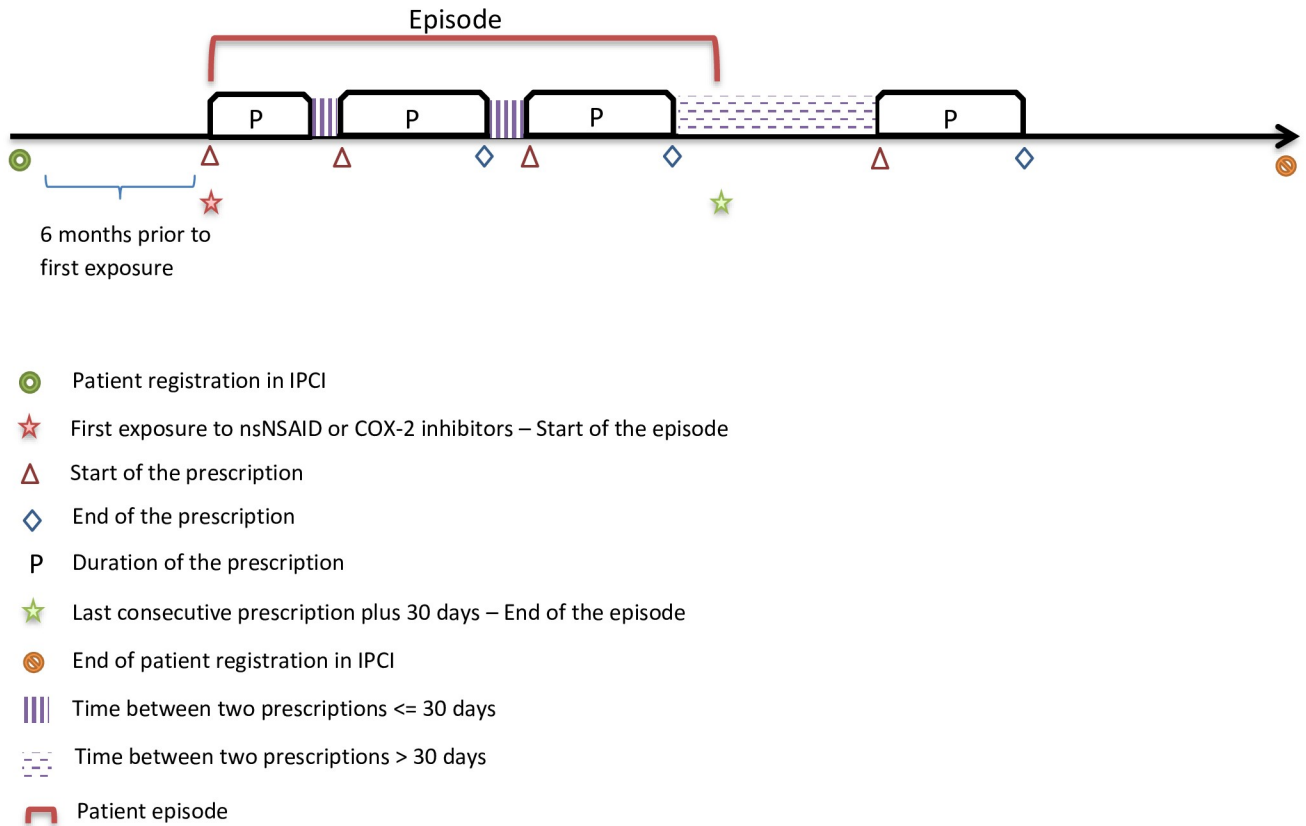 Episode
P
P
P
P
6 months prior to
first exposure
Patient registration in IPCI
First exposure to nsNSAID or COX-2 inhibitors – Start of the episode
Start of the prescription
End of the prescription
P Duration of the prescription
Last consecutive prescription plus 30 days – End of the episode
End of patient registration in IPCI
Time between two prescriptions <= 30 days
Time between two prescriptions > 30 days
Patient episode